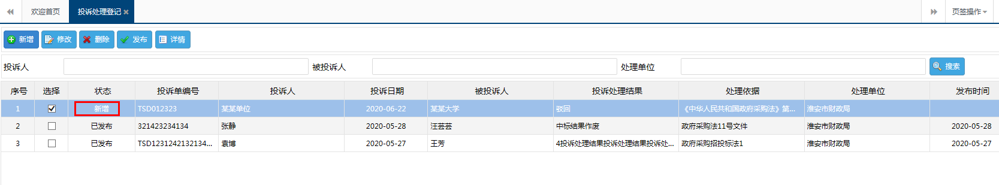 欢迎首页 投诉处理登记 页签操作
新增 修改 删除 发布 详情
投诉人 被投诉人 处理单位 搜索
序号 选择 状态 投诉单编号 投诉人 投诉日期 被投诉人 投诉处理结果 处理依据 处理单位 发布时间
1 新增 TSD012323 某某单位 2020-06-22 某某大学 驳回 《中华人民共和国政府采购法》第... 淮安市财政局
2 已发布 321423234134 张静 2020-05-28 汪芸芸 中标结果作废 政府采购法11号文件 淮安市财政局 2020-05-28
3 已发布 TSD1231242132134... 袁博 2020-05-27 王芳 4投诉处理结果投诉处理结果投诉处... 政府采购招投标法1 淮安市财政局 2020-05-27